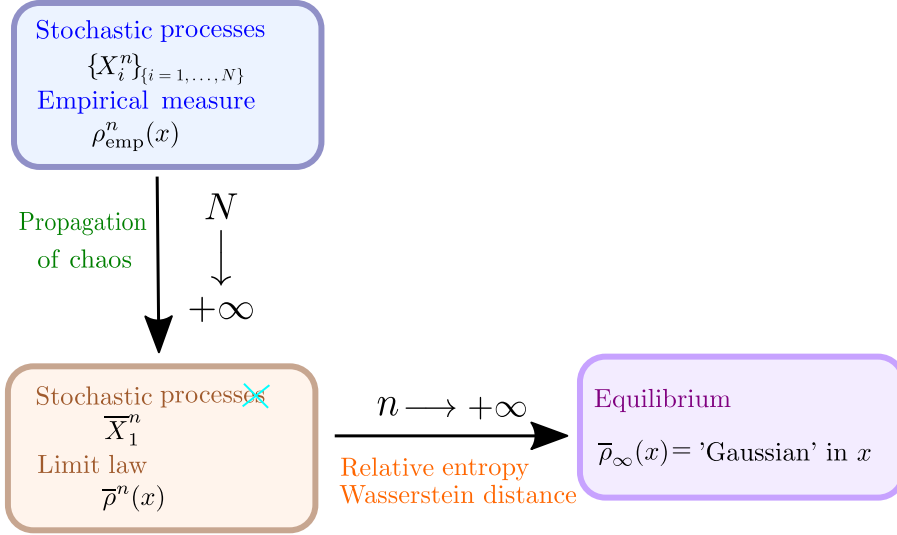 Stochastic processes
{X_i^n}_{i=1,…,N}
Empirical measure
ρ^n_emp(x)
Propagation
of chaos
N
↓
+∞
Stochastic processes
X̅_1^n
Limit law
ρ̅^n(x)
n ⟶ +∞
Relative entropy
Wasserstein distance
Equilibrium
ρ̅_∞(x) = 'Gaussian' in x